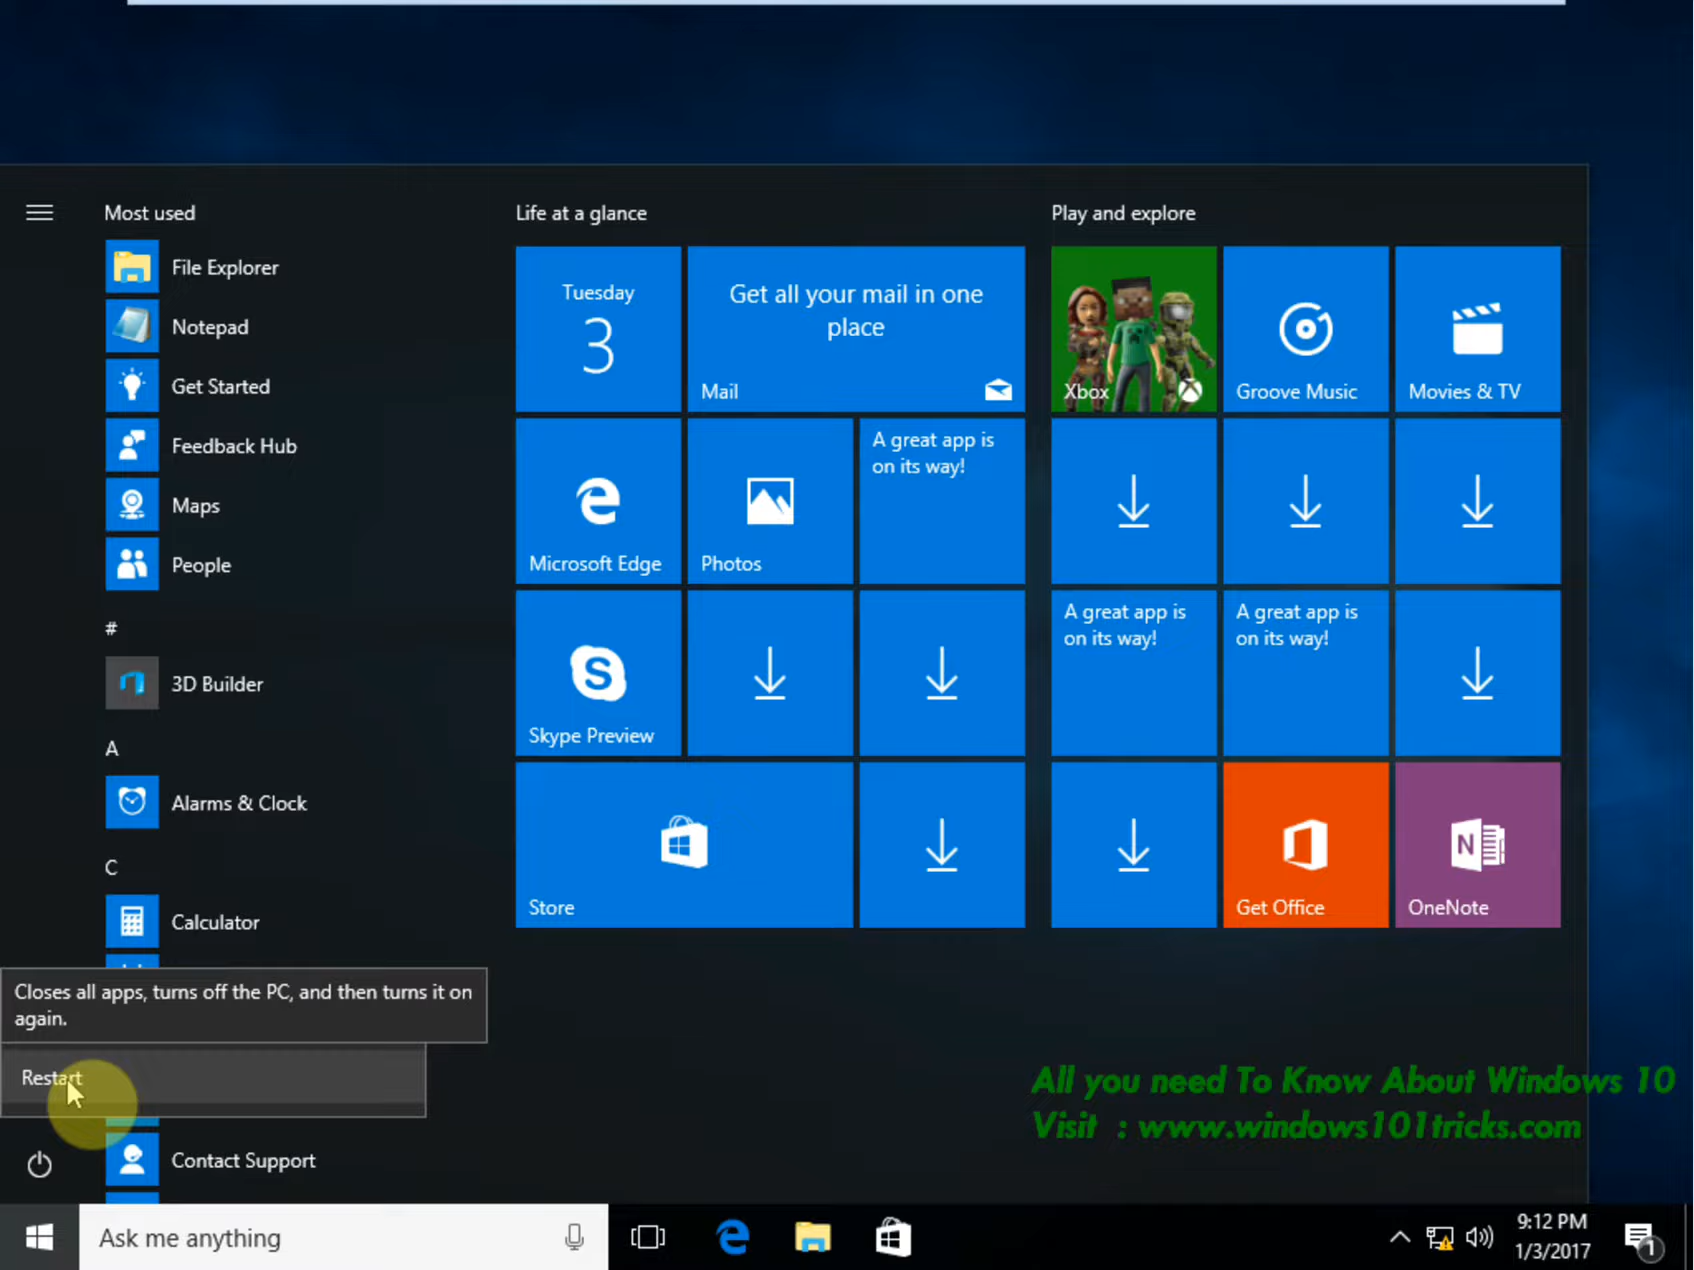 Most used
File Explorer
Notepad
Get Started
Feedback Hub
Maps
People
#
3D Builder
A
Alarms & Clock
C
Calculator
Closes all apps, turns off the PC, and then turns it on
again.
Restart
Contact Support
Life at a glance
Tuesday
3
Get all your mail in one
place
Mail
Microsoft Edge
Photos
A great app is
on its way!
Skype Preview
Store
Play and explore
Xbox
Groove Music
Movies & TV
A great app is
on its way!
A great app is
on its way!
Get Office
N
OneNote
All you need To Know About Windows 10
Visit : www.windows101tricks.com
Ask me anything
9:12 PM
1/3/2017
1